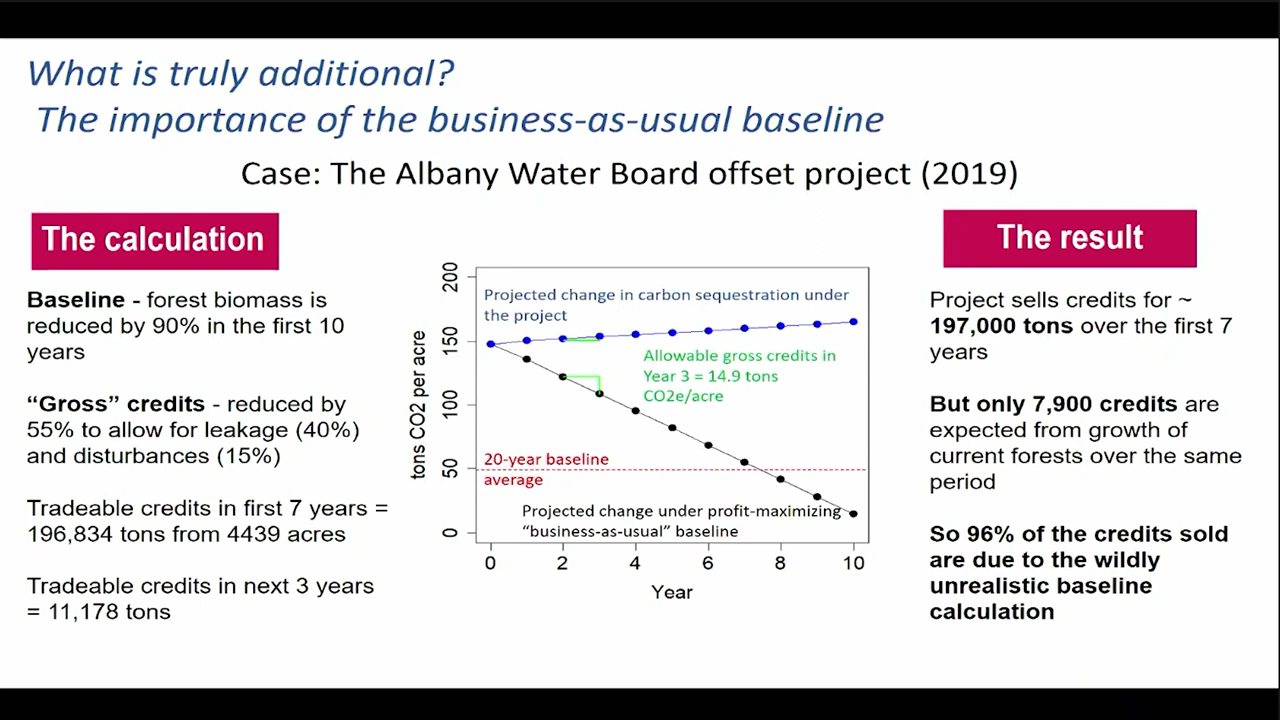 What is truly additional?
The importance of the business-as-usual baseline
Case: The Albany Water Board offset project (2019)
The calculation
Baseline - forest biomass is
reduced by 90% in the first 10
years
“Gross” credits - reduced by
55% to allow for leakage (40%)
and disturbances (15%)
Tradeable credits in first 7 years =
196,834 tons from 4439 acres
Tradeable credits in next 3 years
= 11,178 tons
tons CO2 per acre
200
150
100
50
0
Projected change in carbon sequestration under
the project
Allowable gross credits in
Year 3 = 14.9 tons
CO2e/acre
20-year baseline
average
Projected change under profit-maximizing
“business-as-usual” baseline
0 2 4 6 8 10
Year
The result
Project sells credits for ~
197,000 tons over the first 7
years
But only 7,900 credits are
expected from growth of
current forests over the same
period
So 96% of the credits sold
are due to the wildly
unrealistic baseline
calculation